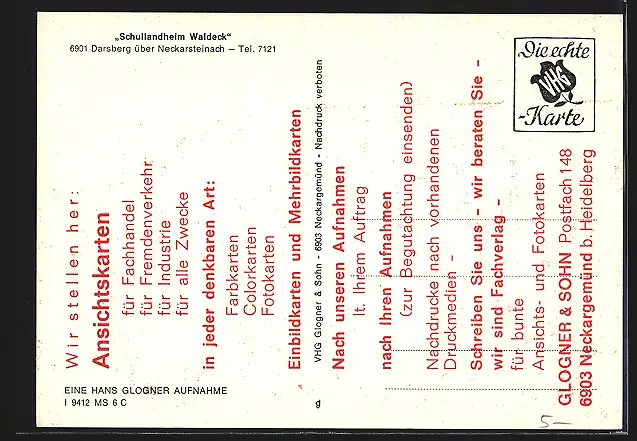 „Schullandheim Waldeck"
6901 Darsberg über Neckarsteinach — Tel. 7121
Die echte
VHG
-Karte
Wir stellen her:
Ansichtskarten
für Fachhandel
für Fremdenverkehr
für Industrie
für alle Zwecke
in jeder denkbaren Art:
Farbkarten
Colorkarten
Fotokarten
Einbildkarten und Mehrbildkarten
VHG Glogner & Sohn - 6903 Neckargemünd - Nachdruck verboten
Nach unseren Aufnahmen
lt. Ihrem Auftrag
nach Ihren Aufnahmen
(zur Begutachtung einsenden)
Nachdrucke nach vorhandenen
Druckmedien -
Schreiben Sie uns - wir beraten Sie -
wir sind Fachverlag -
für bunte
Ansichts- und Fotokarten
GLOGNER & SOHN Postfach 148
6903 Neckargemünd b. Heidelberg
EINE HANS GLOGNER AUFNAHME
I 9412 MS 6 C
g
5-